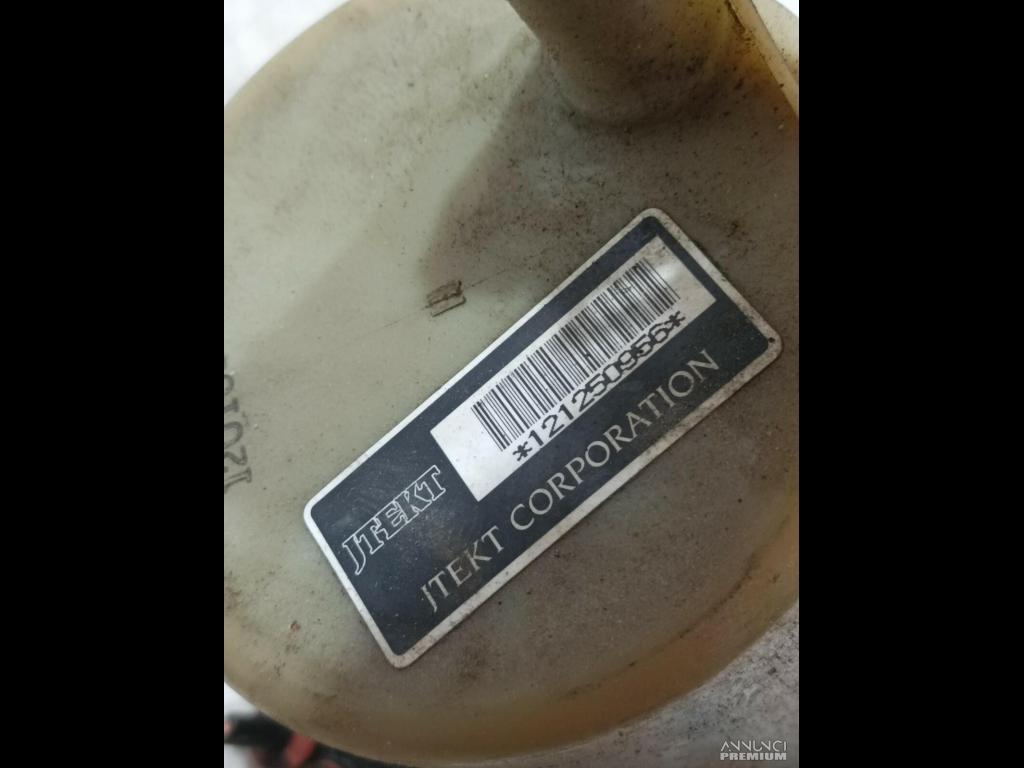 *121250956*
JTEKT
JTEKT CORPORATION
ANNUNCI
PREMIUM